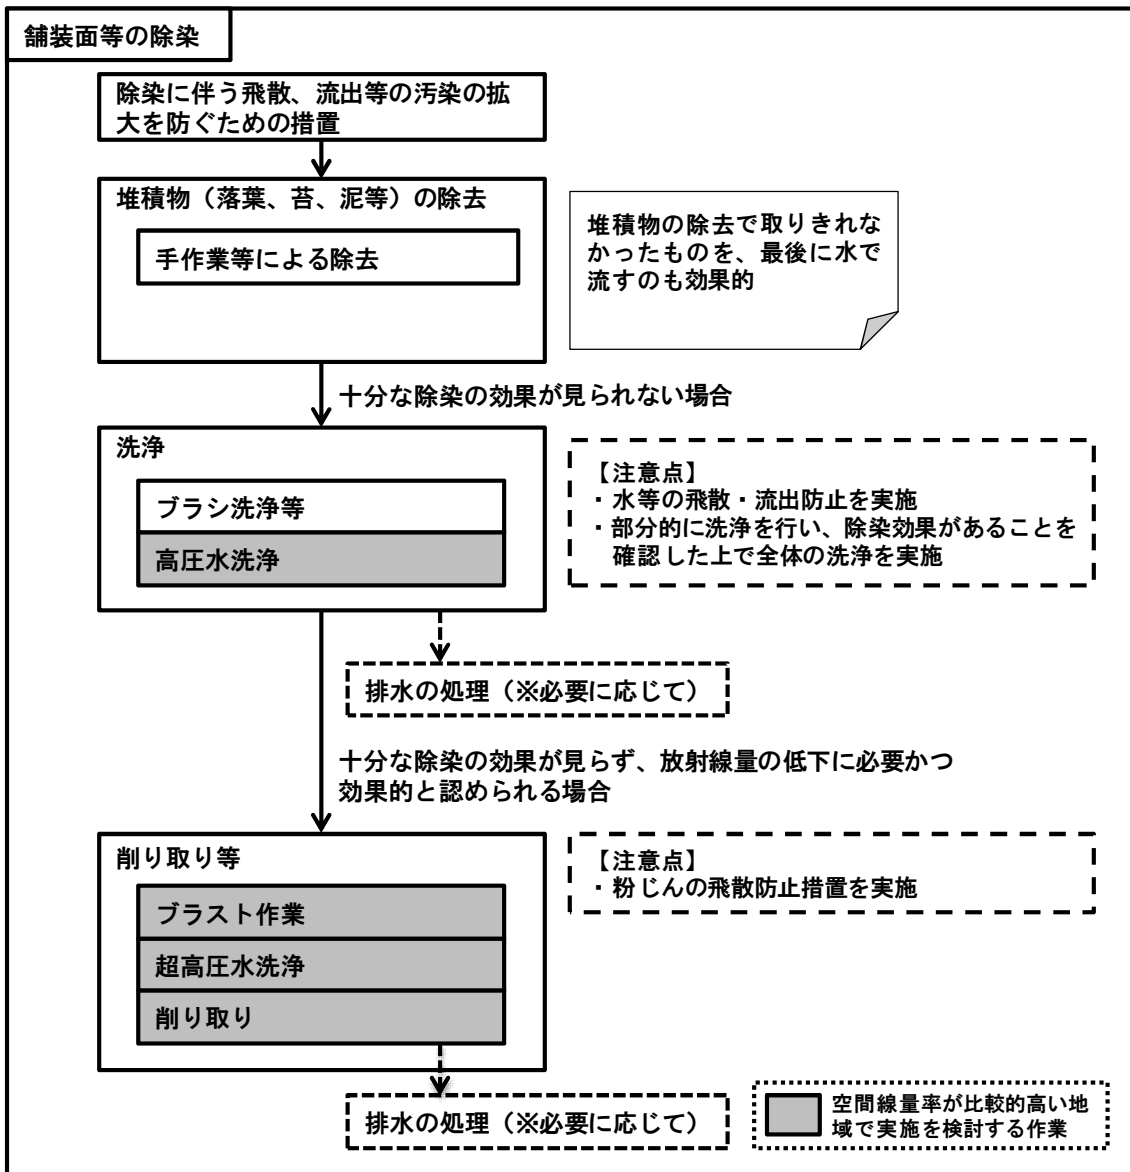 舗装面等の除染
除染に伴う飛散、流出等の汚染の拡
大を防ぐための措置
堆積物（落葉、苔、泥等）の除去
手作業等による除去
堆積物の除去で取りきれな
かったものを、最後に水で
流すのも効果的
十分な除染の効果が見られない場合
洗浄
ブラシ洗浄等
高圧水洗浄
【注意点】
・水等の飛散・流出防止を実施
・部分的に洗浄を行い、除染効果があることを
確認した上で全体の洗浄を実施
排水の処理（※必要に応じて）
十分な除染の効果が見らず、放射線量の低下に必要かつ
効果的と認められる場合
削り取り等
ブラスト作業
超高圧水洗浄
削り取り
【注意点】
・粉じんの飛散防止措置を実施
排水の処理（※必要に応じて）
空間線量率が比較的高い地
域で実施を検討する作業